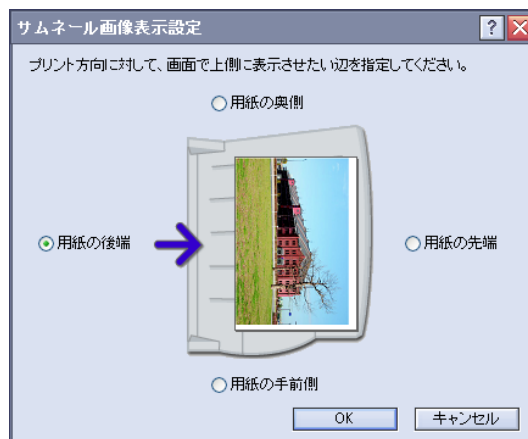 サムネール画像表示設定
プリント方向に対して、画面で上側に表示させたい辺を指定してください。
用紙の奥側
用紙の後端
用紙の先端
用紙の手前側
OK
キャンセル